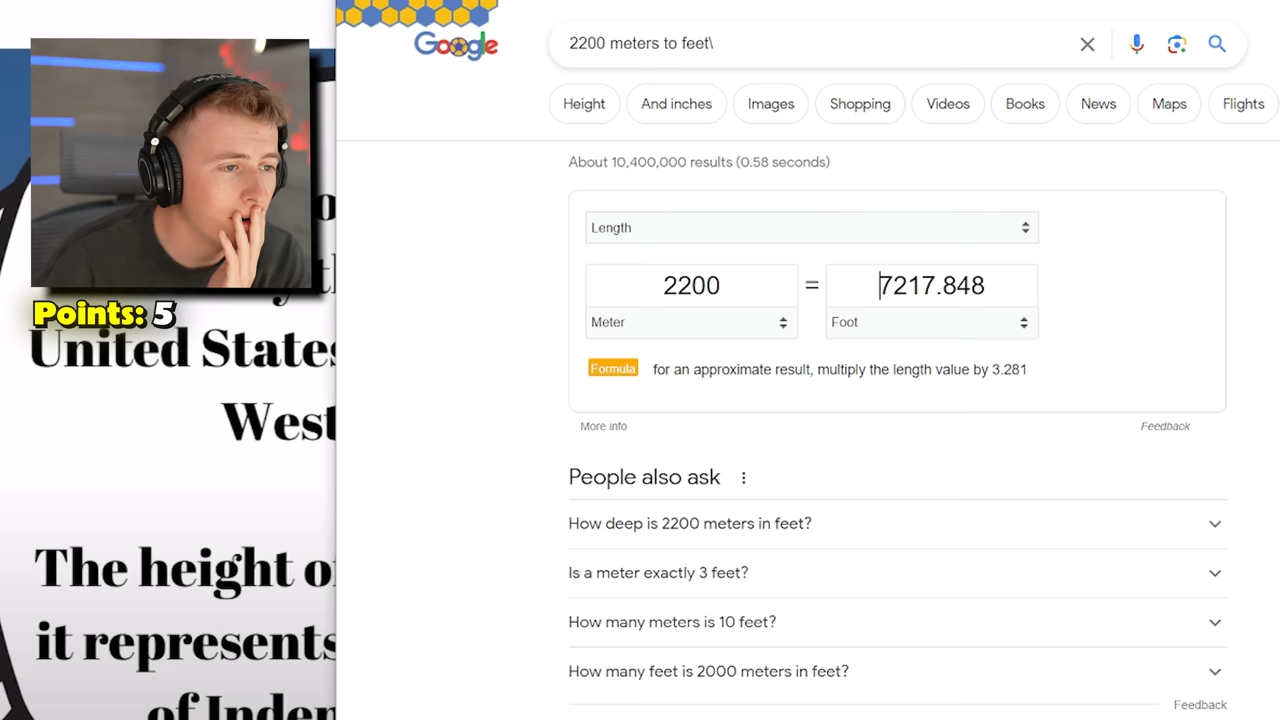 Google
2200 meters to feet\
Height
And inches
Images
Shopping
Videos
Books
News
Maps
Flights
About 10,400,000 results (0.58 seconds)
Length
2200 = 7217.848
Meter
Foot
Formula for an approximate result, multiply the length value by 3.281
More info
Feedback
People also ask
How deep is 2200 meters in feet?
Is a meter exactly 3 feet?
How many meters is 10 feet?
How many feet is 2000 meters in feet?
Feedback
Points: 5
United States
West
The height of
it represents
of Indep